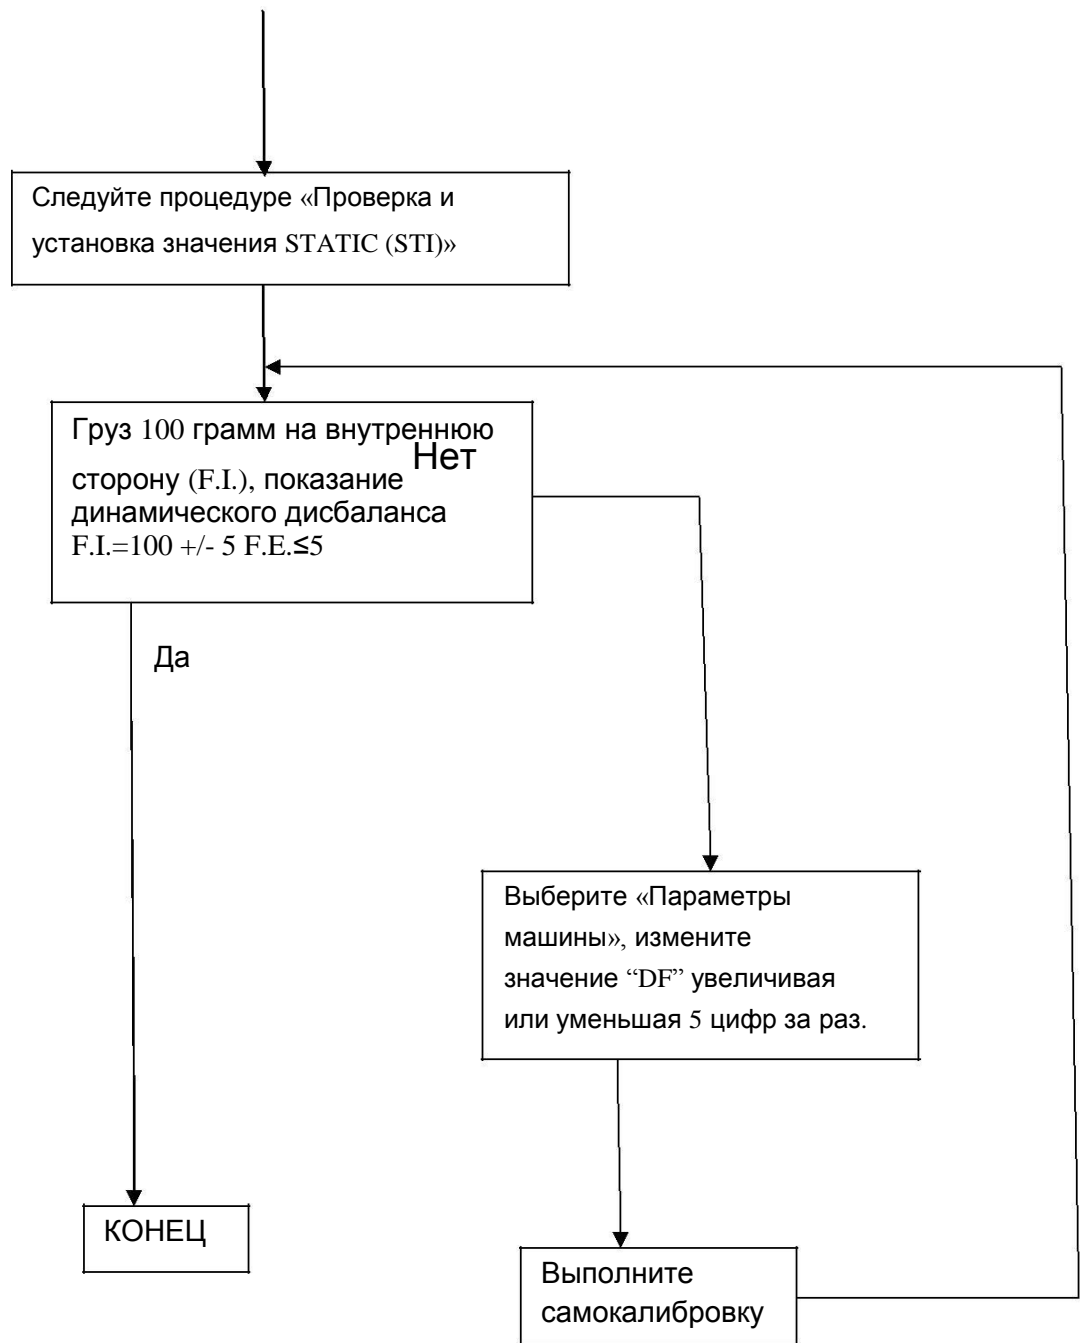 Следуйте процедуре «Проверка и
установка значения STATIC (STI)»
Груз 100 грамм на внутреннюю
Нет
сторону (F.I.), показание
динамического дисбаланса
F.I.=100 +/- 5 F.E.≤5
Да
Выберите «Параметры
машины», измените
значение “DF” увеличивая
или уменьшая 5 цифр за раз.
КОНЕЦ
Выполните
самокалибровку